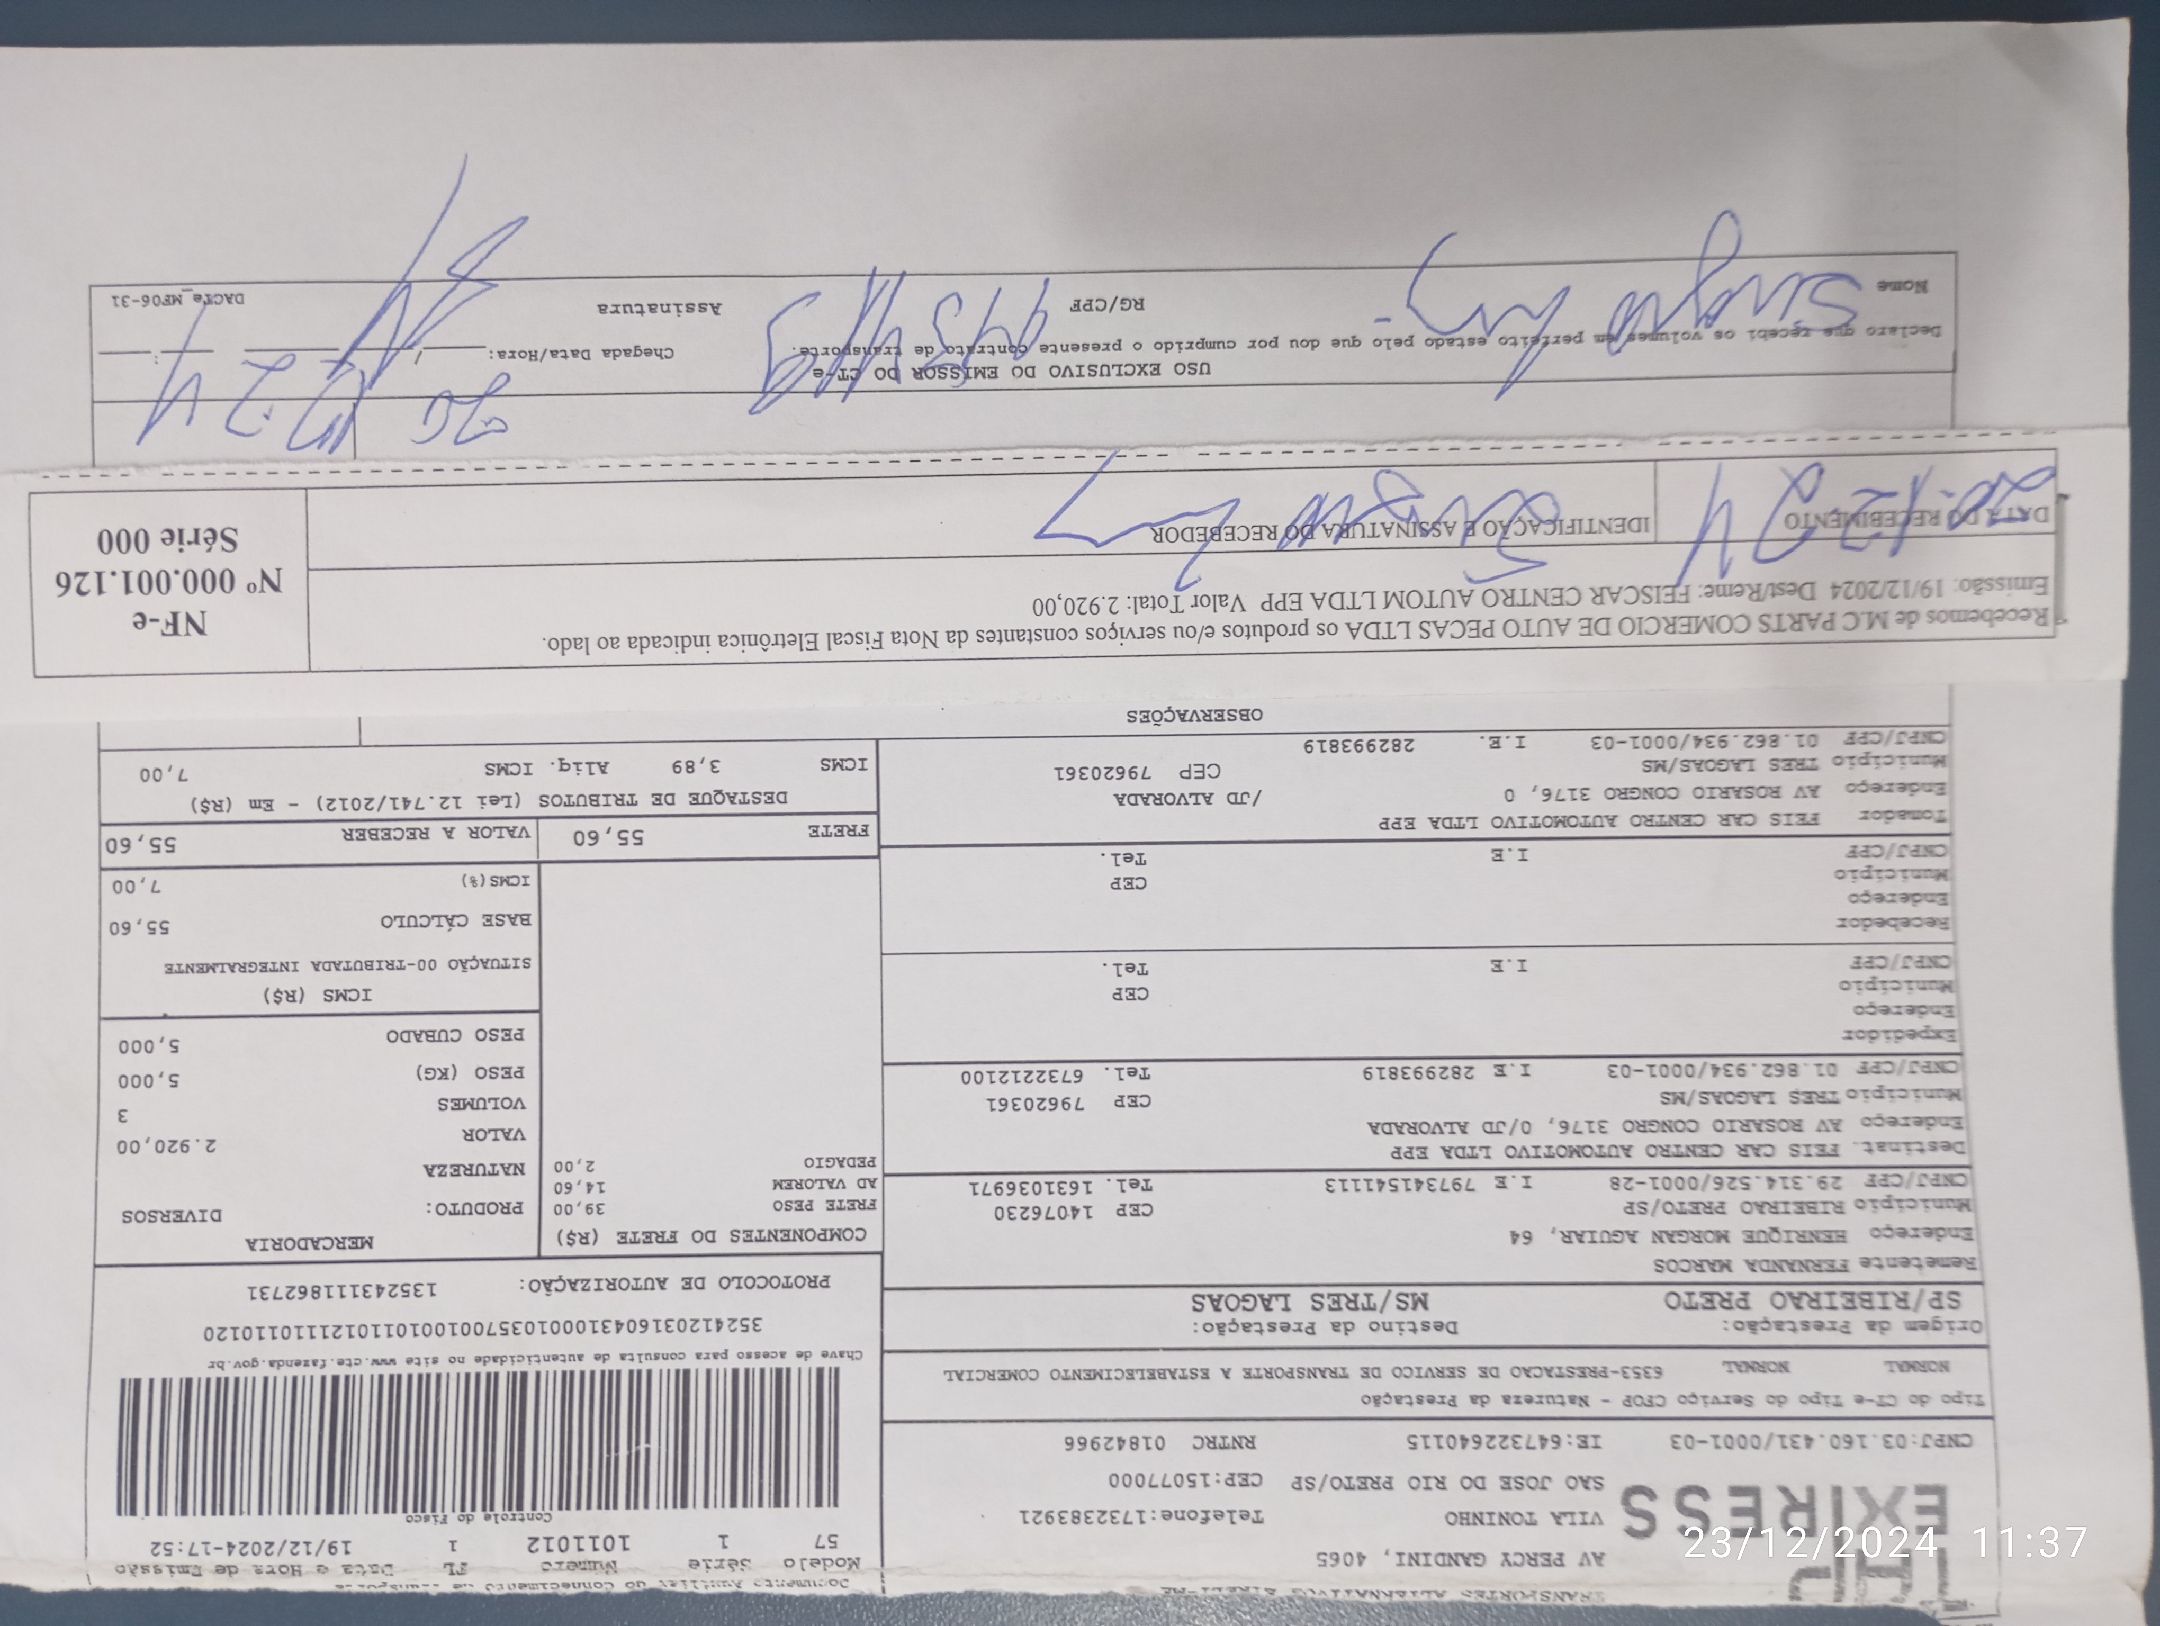 EXPRESS
AV PERCY GANDINI, 4065
VILA TONINHO Telefone:1732383921
SAO JOSE DO RIO PRETO/SP CEP:15077000
CNPJ:03.160.431/0001-03 IE:647322640115 RNTRC 01842966
Modelo Série Numero FL Data e Hora de Emissão
57 1 1011012 1 19/12/2024-17:52
Controle do Fisco
Chave de acesso para consulta de autenticidade no site www.cte.fazenda.gov.br
PROTOCOLO DE AUTORIZAÇÃO: 135243111862731
Tipo do CT-e Tipo do Serviço CFOP - Natureza da Prestação
NORMAL NORMAL 6353-PRESTACAO DE SERVICO DE TRANSPORTE A ESTABELECIMENTO COMERCIAL
Origem da Prestação: Destino da Prestação:
SP/RIBEIRAO PRETO MS/TRES LAGOAS
Remetente FERNANDA MARCOS
Endereço HENRIQUE MORGAN AGUIAR, 64
Município RIBEIRAO PRETO/SP CEP 14076230
CNPJ/CPF 29.314.526/0001-28 I.E 797341541113 Tel. 1631036971
Destinat. FEIS CAR CENTRO AUTOMOTIVO LTDA EPP
Endereço AV ROSARIO CONGRO 3176, 0/JD ALVORADA
Município TRES LAGOAS/MS CEP 79620361
CNPJ/CPF 01.862.934/0001-03 I.E 282993819 Tel. 6732212100
Expedidor
Endereço
Município CEP
CNPJ/CPF I.E Tel.
Recebedor
Endereço
Município CEP
CNPJ/CPF I.E Tel.
Tomador FEIS CAR CENTRO AUTOMOTIVO LTDA EPP
Endereço AV ROSARIO CONGRO 3176, 0 /JD ALVORADA
Município TRES LAGOAS/MS CEP 79620361
CNPJ/CPF 01.862.934/0001-03 I.E. 282993819
COMPONENTES DO FRETE (R$)
FRETE PESO 39,00
AD VALOREM 14,60
PEDAGIO 2,00
MERCADORIA
PRODUTO: DIVERSOS
NATUREZA
VALOR 2.920,00
VOLUMES 3
PESO (KG) 5,000
PESO CUBADO 5,000
ICMS (R$)
SITUAÇÃO 00-TRIBUTADA INTEGRALMENTE
BASE CÁLCULO 55,60
ICMS(%) 7,00
FRETE 55,60 VALOR A RECEBER 55,60
DESTAQUE DE TRIBUTOS (Lei 12.741/2012) - Em (R$)
ICMS 3,89 Aliq. ICMS 7,00
OBSERVAÇÕES
Recebemos de M.C PARTS COMERCIO DE AUTO PECAS LTDA os produtos e/ou serviços constantes da Nota Fiscal Eletrônica indicada ao lado.
Emissão: 19/12/2024 Dest/Reme: FEISCAR CENTRO AUTOM LTDA EPP Valor Total: 2.920,00
DATA DO RECEBIMENTO IDENTIFICAÇÃO E ASSINATURA DO RECEBEDOR
NF-e
Nº 000.001.126
Série 000
USO EXCLUSIVO DO EMISSOR DO CT-e
Declaro que recebi os volumes em perfeito estado pelo que dou por cumprido o presente contrato de transporte.
Chegada Data/Hora:
Nome RG/CPF Assinatura
DACTe_MP06-31
23/12/2024 11:37